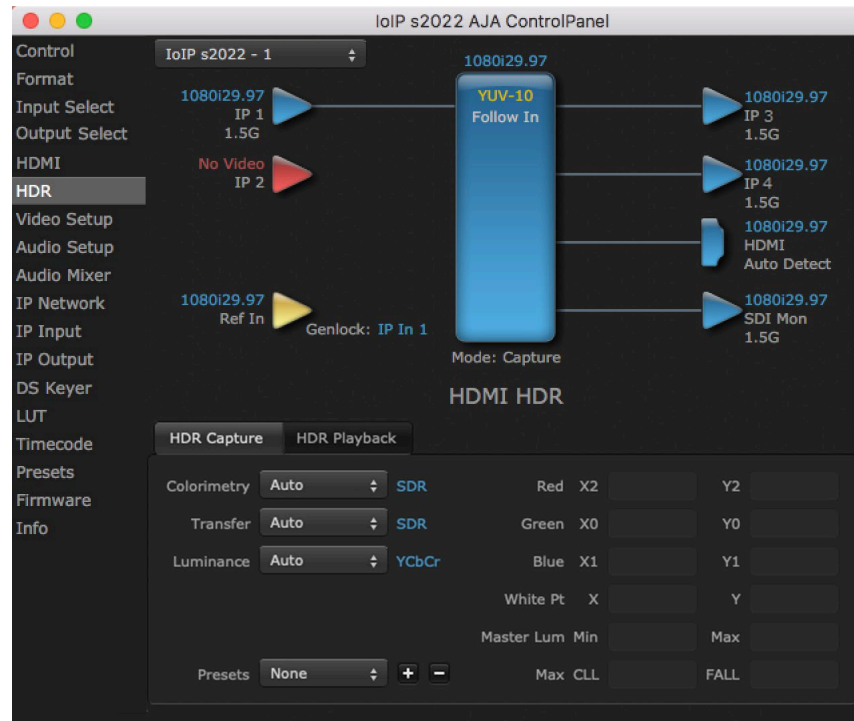 IoIP s2022 AJA ControlPanel
Control
Format
Input Select
Output Select
HDMI
HDR
Video Setup
Audio Setup
Audio Mixer
IP Network
IP Input
IP Output
DS Keyer
LUT
Timecode
Presets
Firmware
Info
IoIP s2022 - 1
1080i29.97
IP 1
1.5G
No Video
IP 2
1080i29.97
Ref In
Genlock: IP In 1
1080i29.97
YUV-10
Follow In
Mode: Capture
1080i29.97
IP 3
1.5G
1080i29.97
IP 4
1.5G
1080i29.97
HDMI
Auto Detect
1080i29.97
SDI Mon
1.5G
HDMI HDR
HDR Capture HDR Playback
Colorimetry Auto SDR Red X2 Y2
Transfer Auto SDR Green X0 Y0
Luminance Auto YCbCr Blue X1 Y1
White Pt X Y
Master Lum Min Max
Presets None + - Max CLL FALL